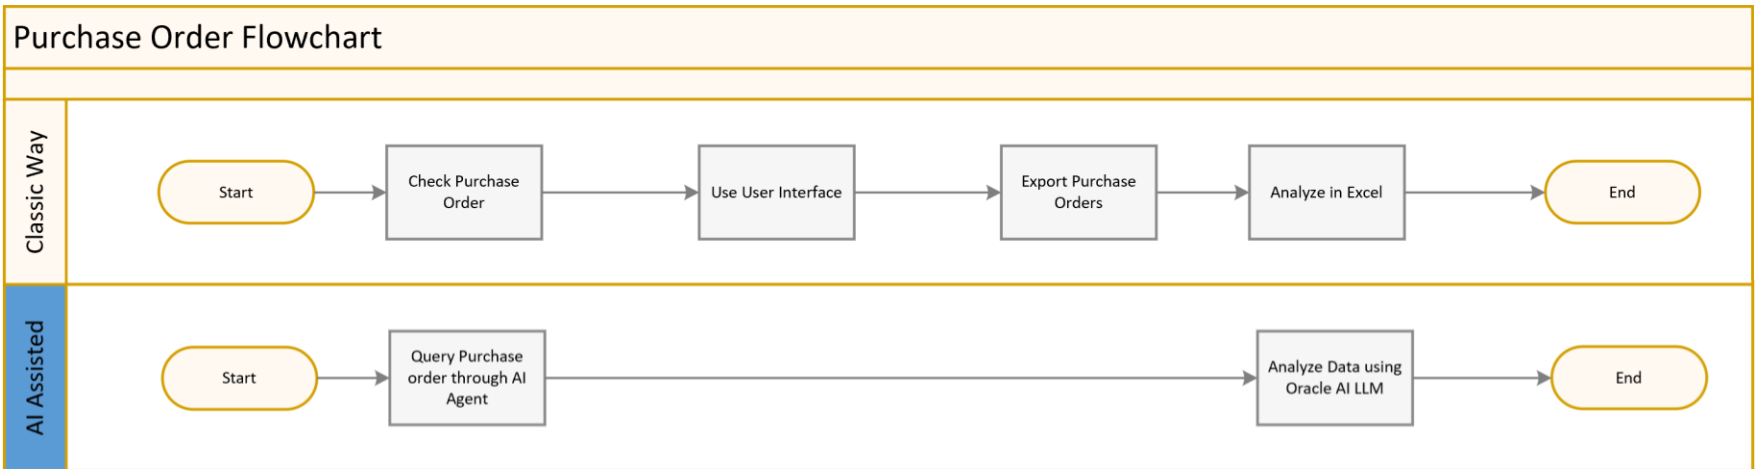 Purchase Order Flowchart
Classic Way
Start
Check Purchase
Order
Use User Interface
Export Purchase
Orders
Analyze in Excel
End
AI Assisted
Start
Query Purchase
order through AI
Agent
Analyze Data using
Oracle AI LLM
End